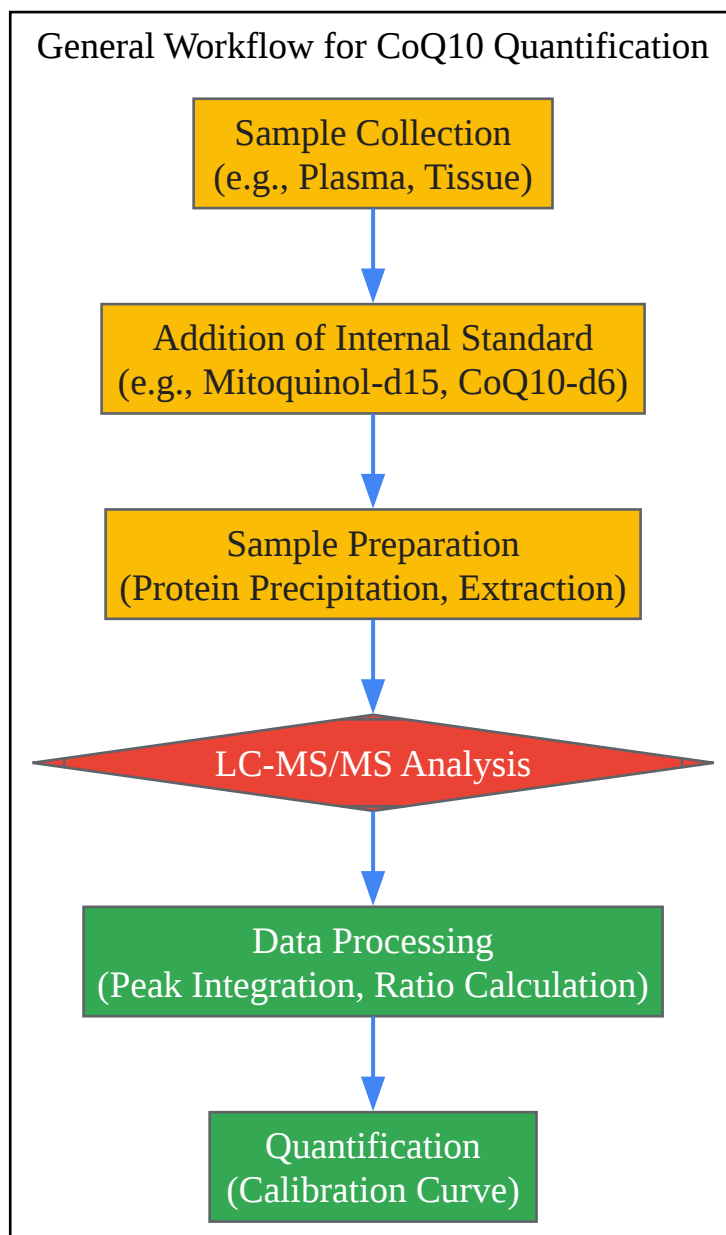 General Workflow for CoQ10 Quantification
Sample Collection
(e.g., Plasma, Tissue)
Addition of Internal Standard
(e.g., Mitoquinol-d15, CoQ10-d6)
Sample Preparation
(Protein Precipitation, Extraction)
LC-MS/MS Analysis
Data Processing
(Peak Integration, Ratio Calculation)
Quantification
(Calibration Curve)